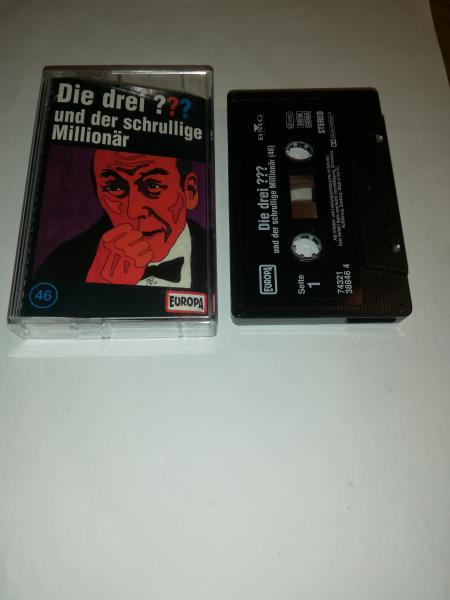 Die drei ???
und der schrullige
Millionär
46
EUROPA
BMG
STEREO
Die drei ???
und der schrullige Millionär (46)
EUROPA
Seite
1
74321
38846 4